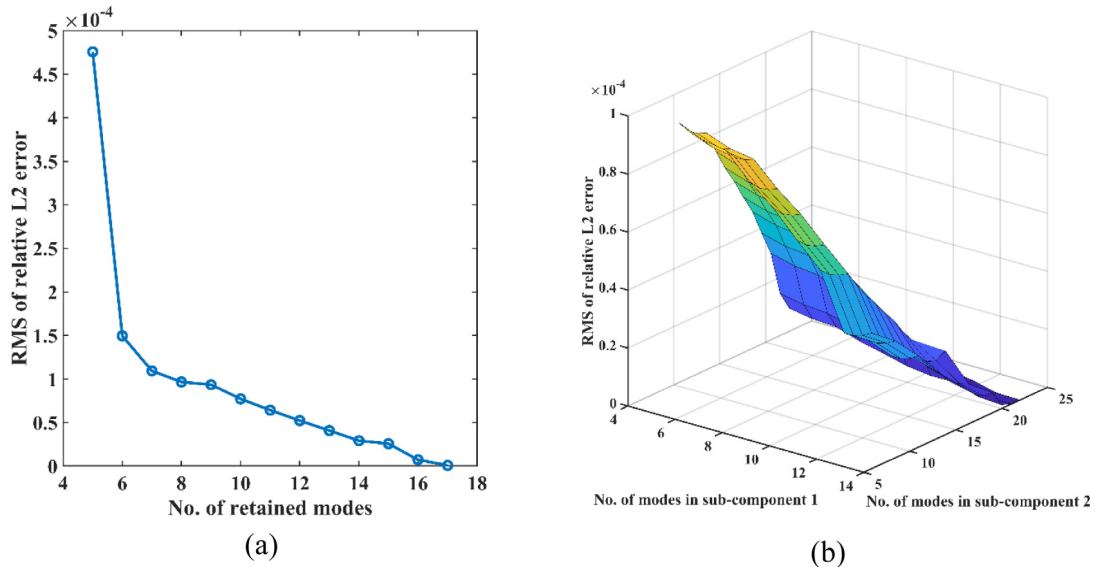 ×10⁻⁴
5
4.5
4
3.5
3
2.5
2
1.5
1
0.5
0
RMS of relative L2 error
4 6 8 10 12 14 16 18
No. of retained modes
(a)
×10⁻⁴
1
0.8
0.6
0.4
0.2
0
RMS of relative L2 error
4 6 8 10 12 14
No. of modes in sub-component 1
5 10 15 20 25
No. of modes in sub-component 2
(b)